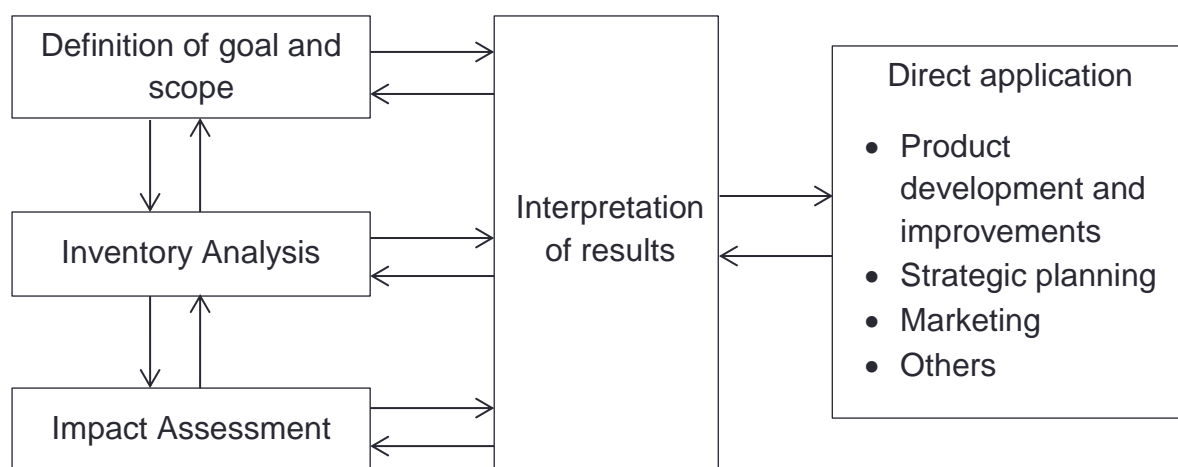 Definition of goal and
scope
Inventory Analysis
Impact Assessment
Interpretation
of results
Direct application
• Product
development and
improvements
• Strategic planning
• Marketing
• Others